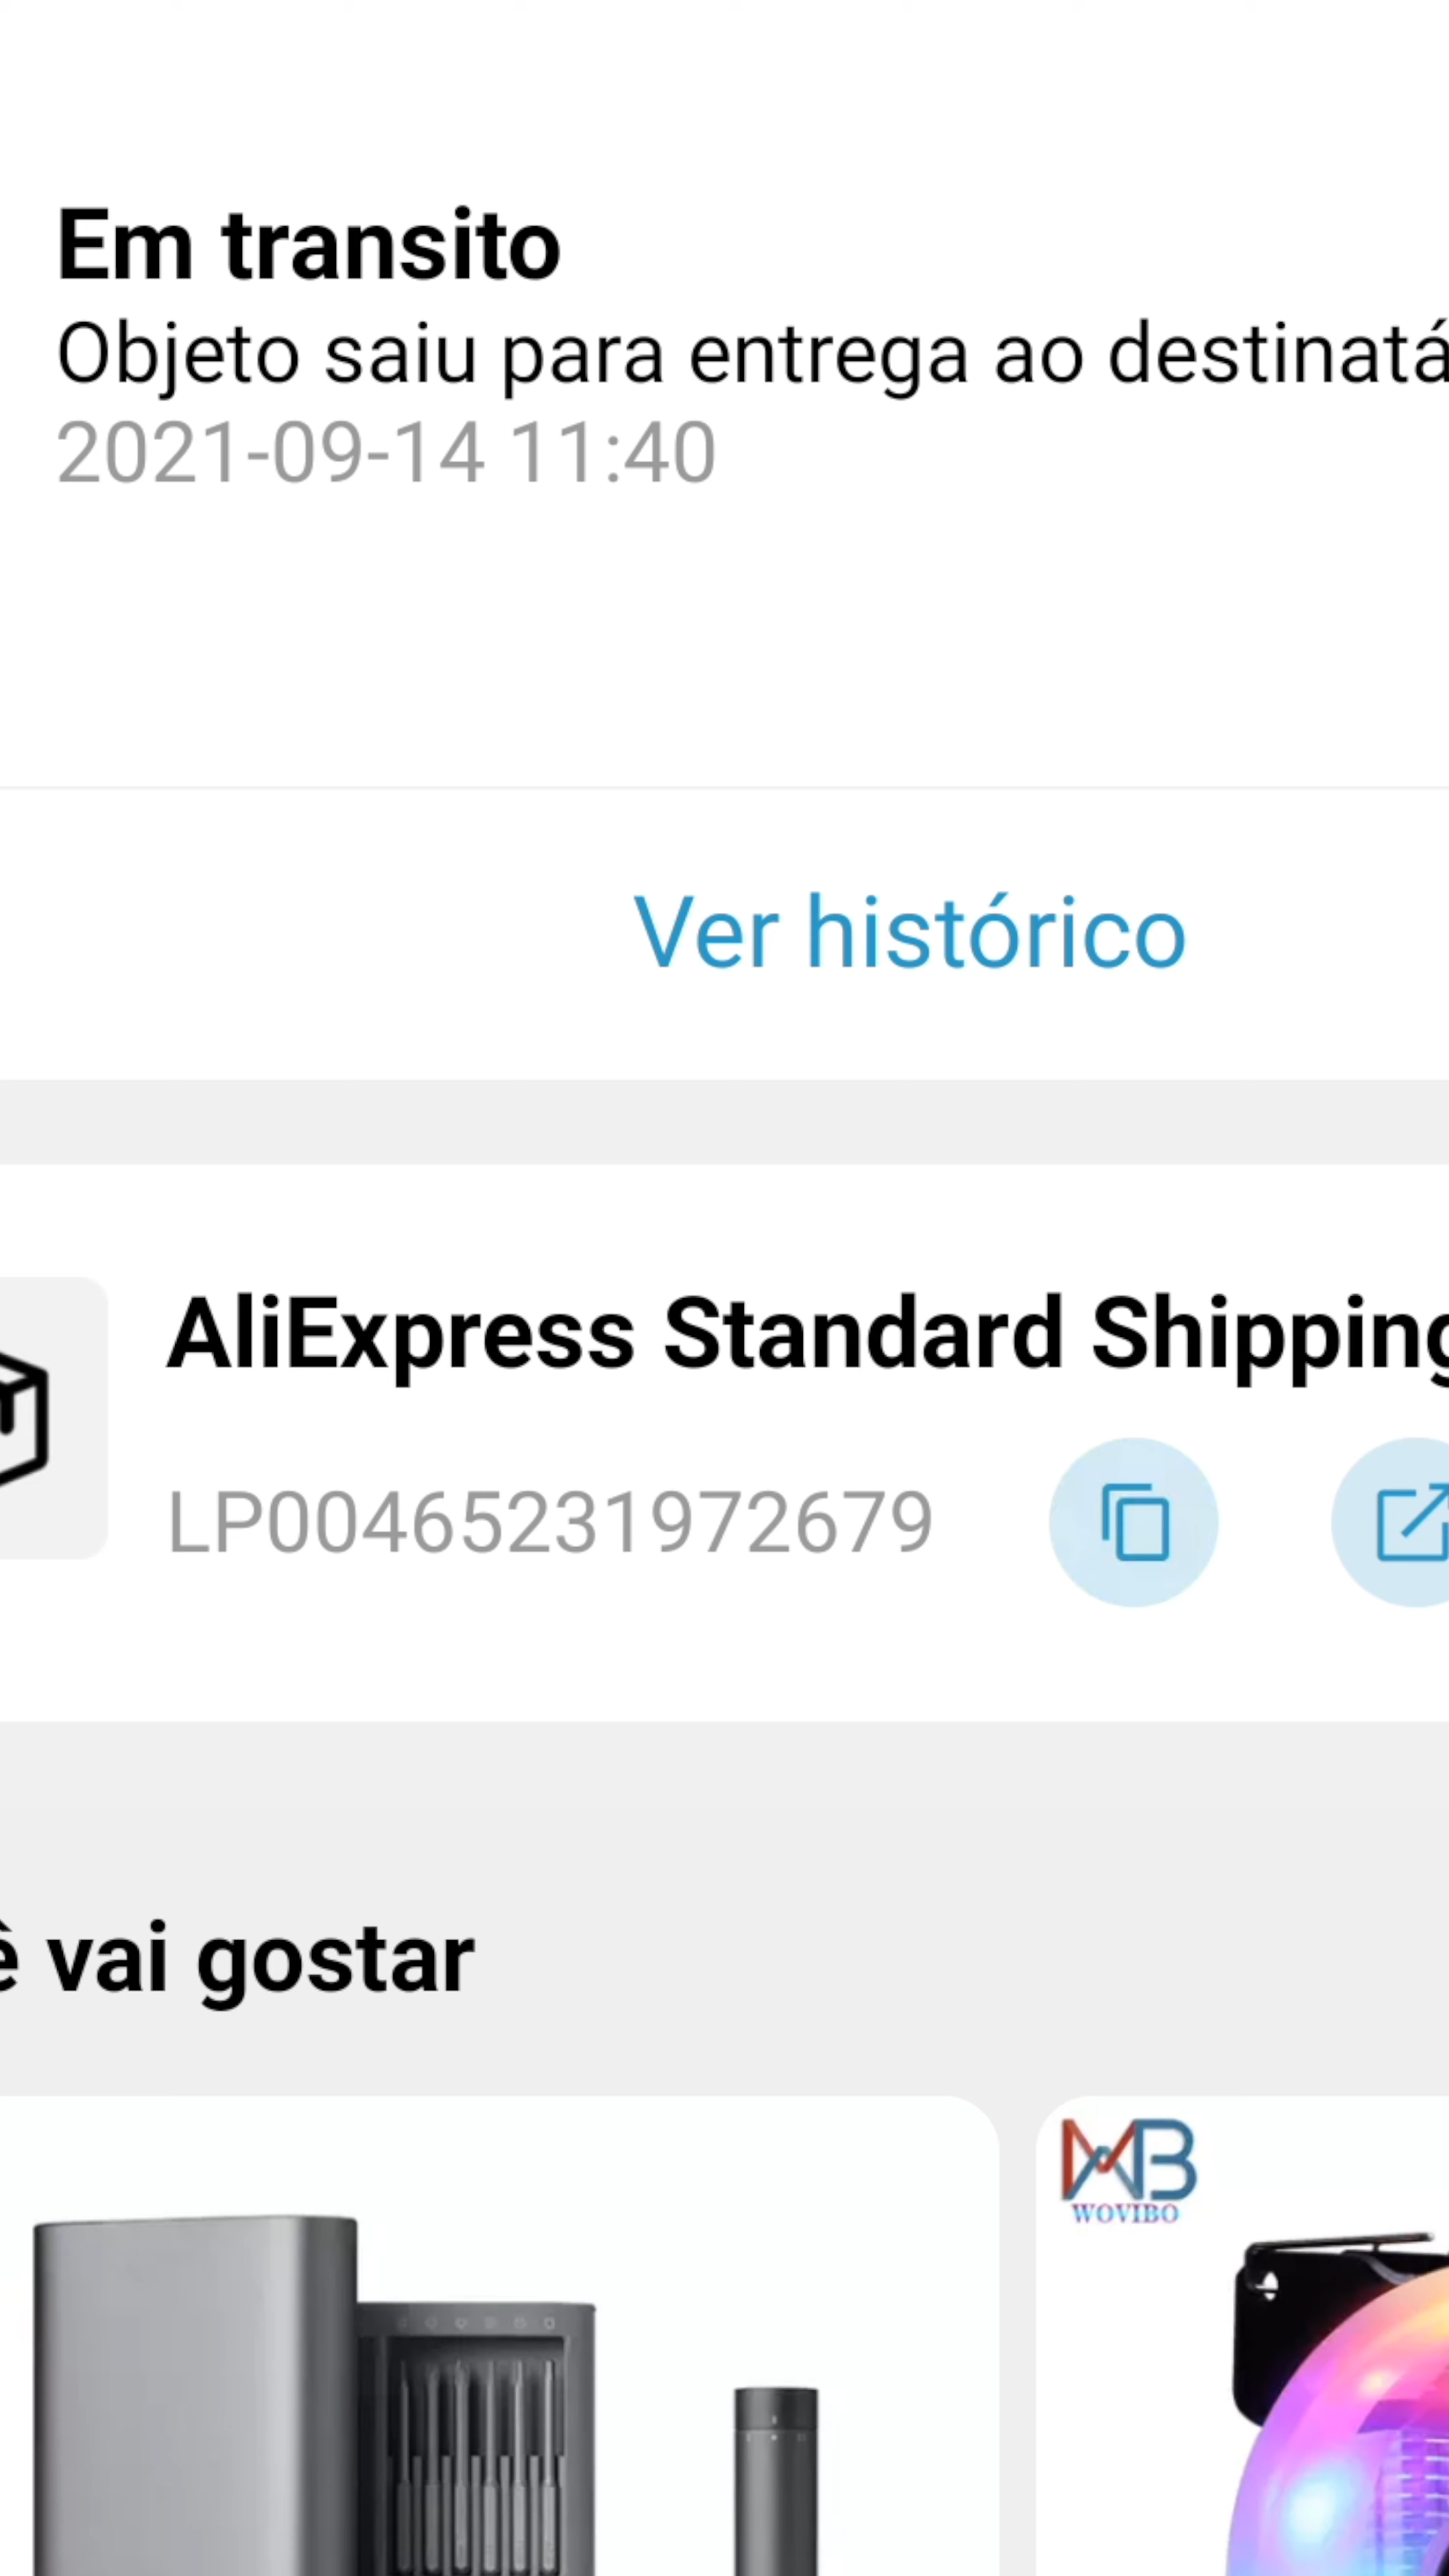 Em transito
Objeto saiu para entrega ao destinatá
2021-09-14 11:40
Ver histórico
AliExpress Standard Shipping
LP00465231972679
ê vai gostar
MB
WOVIBO